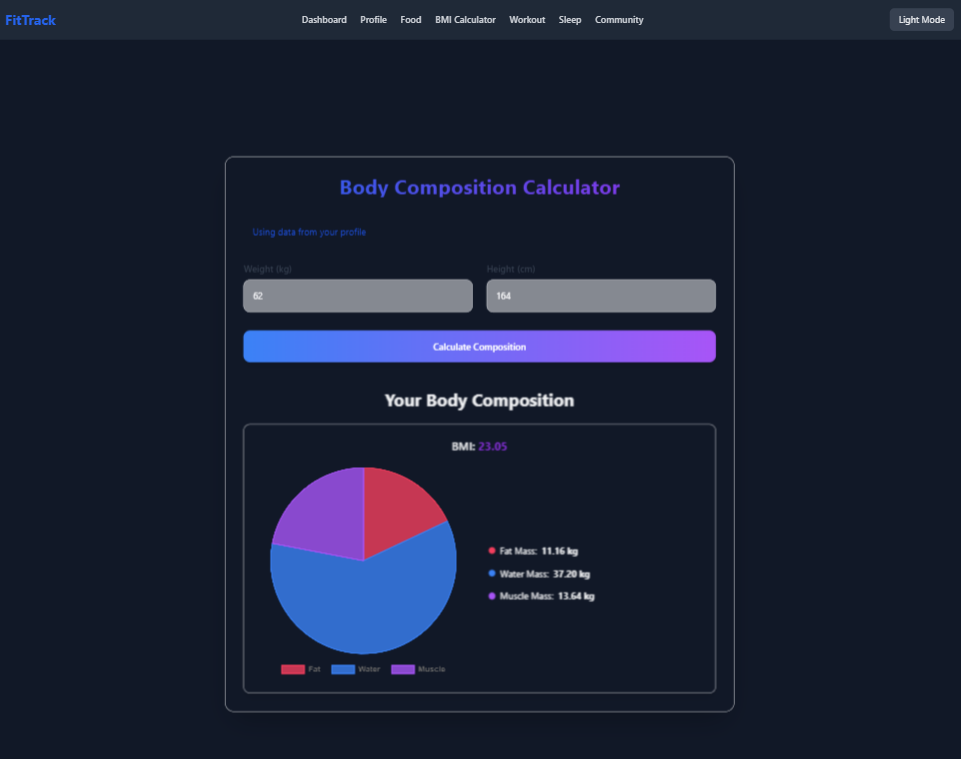 FitTrack
Dashboard Profile Food BMI Calculator Workout Sleep Community
Light Mode
Body Composition Calculator
Using data from your profile
Weight (kg) Height (cm)
62 164
Calculate Composition
Your Body Composition
BMI: 23.05
Fat Mass: 11.16 kg
Water Mass: 37.20 kg
Muscle Mass: 13.64 kg
Fat Water Muscle